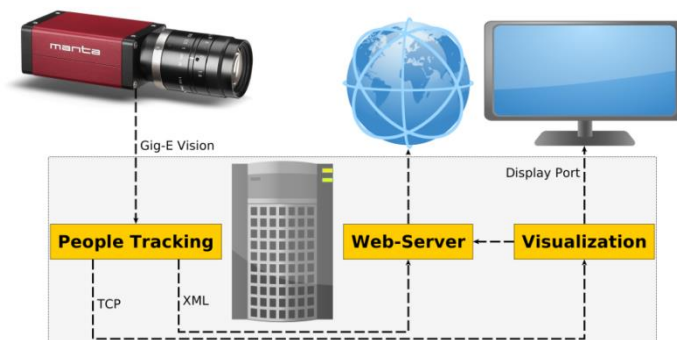 manta
Gig-E Vision
Display Port
People Tracking
Web-Server
Visualization
TCP
XML